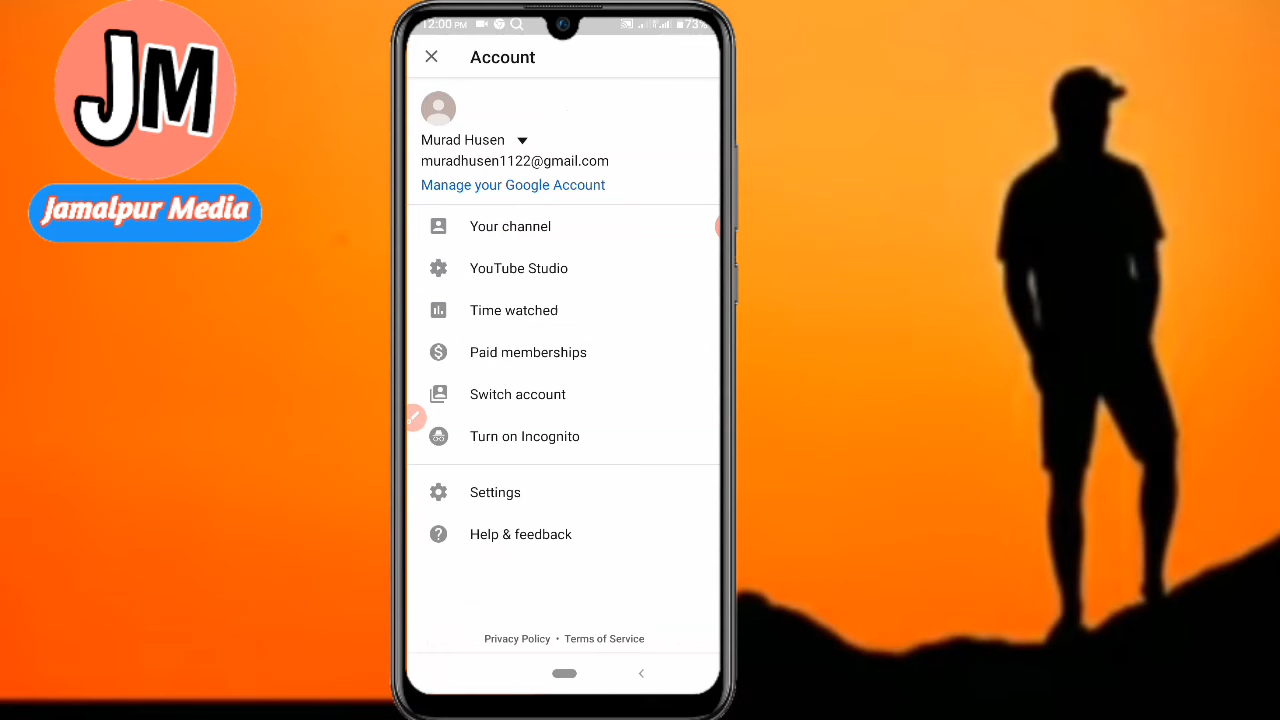 JM
Jamalpur Media
12:00 PM
73%
Account
Murad Husen
muradhusen1122@gmail.com
Manage your Google Account
Your channel
YouTube Studio
Time watched
Paid memberships
Switch account
Turn on Incognito
Settings
Help & feedback
Privacy Policy • Terms of Service